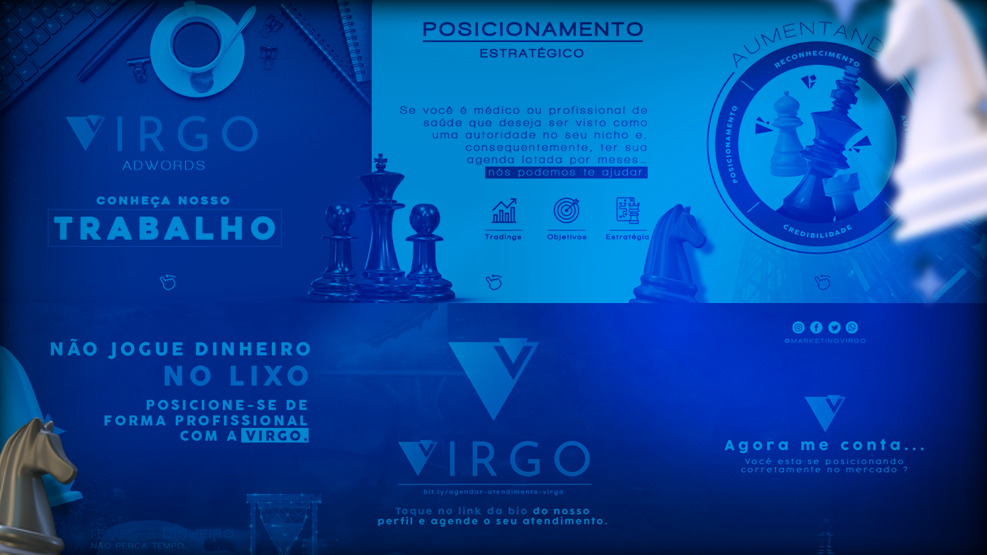 VIRGO
ADWORDS
CONHEÇA NOSSO
TRABALHO
POSICIONAMENTO
ESTRATÉGICO
Se você é médico ou profissional de
saúde que deseja ser visto como
uma autoridade no seu nicho e,
consequentemente, ter sua
agenda lotada por meses...
nós podemos te ajudar.
Tradinge
Objetivos
Estratégia
AUMENTAND
RECONHECIMENTO
POSICIONAMENTO
CREDIBILIDADE
NÃO JOGUE DINHEIRO
NO LIXO
POSICIONE-SE DE
FORMA PROFISSIONAL
COM A VIRGO.
NÃO PERCA TEMPO
VIRGO
bit.ly/agendar-atendimento-virgo
Toque no link da bio do nosso
perfil e agende o seu atendimento.
@MARKETINGVIRGO
Agora me conta...
Você esta se posicionando
corretamente no mercado ?